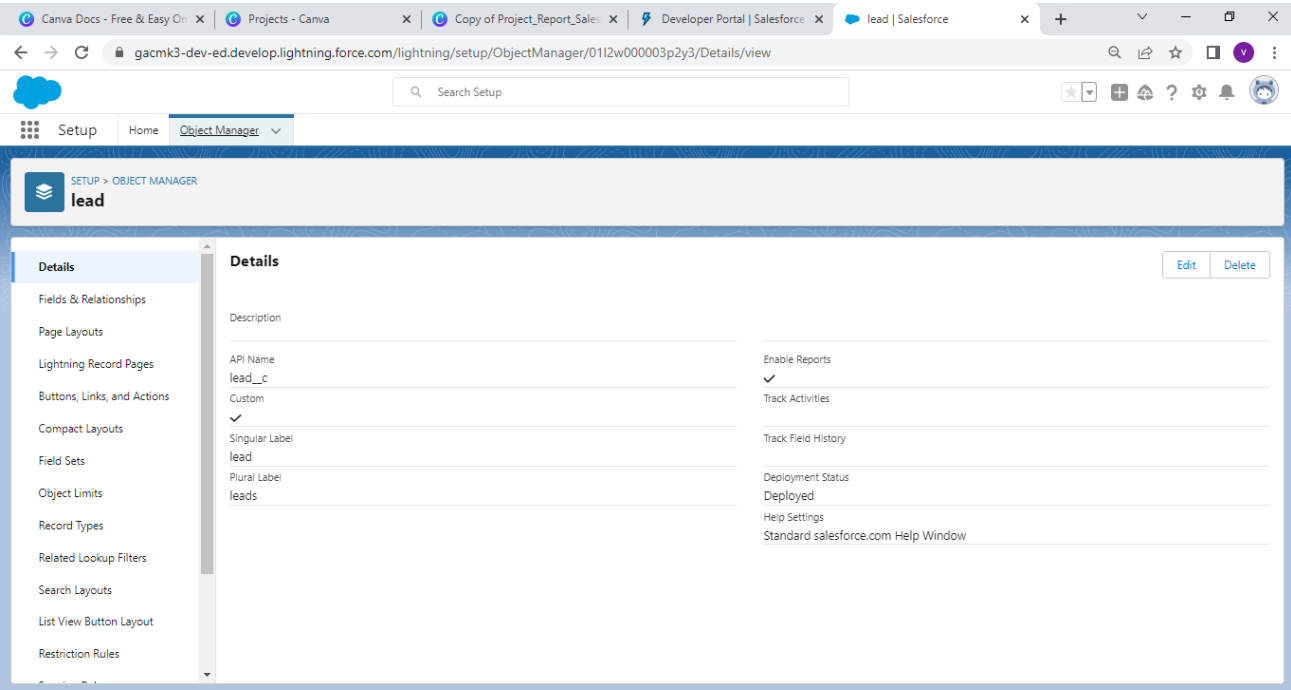 Canva Docs - Free & Easy On
Projects - Canva
Copy of Project_Report_Sales
Developer Portal | Salesforce
lead | Salesforce
gacmk3-dev-ed.develop.lightning.force.com/lightning/setup/ObjectManager/01I2w000003p2y3/Details/view
V
Search Setup
Setup
Home
Object Manager
SETUP > OBJECT MANAGER
lead
Details
Fields & Relationships
Page Layouts
Lightning Record Pages
Buttons, Links, and Actions
Compact Layouts
Field Sets
Object Limits
Record Types
Related Lookup Filters
Search Layouts
List View Button Layout
Restriction Rules
Details
Edit
Delete
Description
API Name
lead__c
Custom
Singular Label
lead
Plural Label
leads
Enable Reports
Track Activities
Track Field History
Deployment Status
Deployed
Help Settings
Standard salesforce.com Help Window